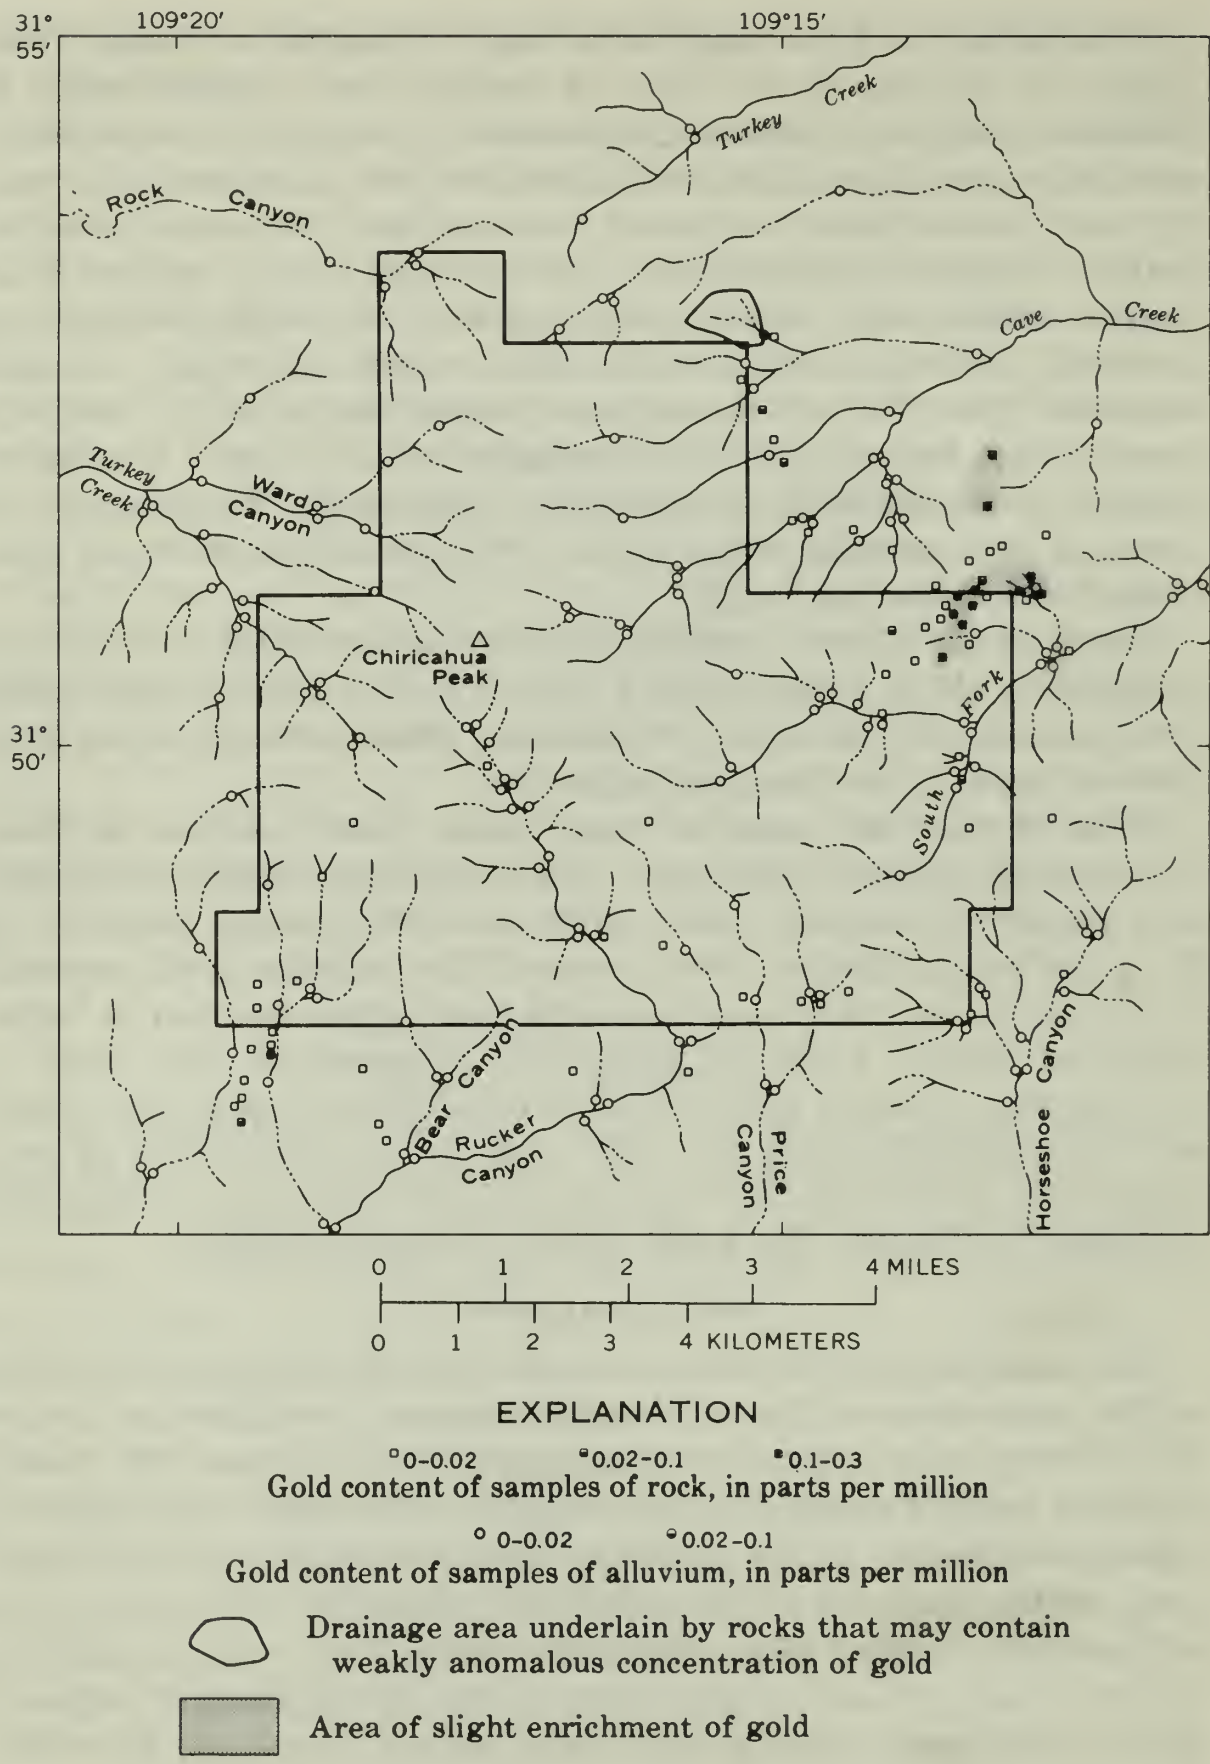 109°20′ 109°15′
31°
55′
Turkey Creek
Rock Canyon
Cave Creek
Turkey
Creek
Ward
Canyon
Chiricahua
Peak
31°
50′
South Fork
Bear Canyon
Rucker
Canyon
Price
Canyon
Horseshoe Canyon
0 1 2 3 4 MILES
0 1 2 3 4 KILOMETERS
EXPLANATION
0-0.02 0.02-0.1 0.1-0.3
Gold content of samples of rock, in parts per million
0-0.02 0.02-0.1
Gold content of samples of alluvium, in parts per million
Drainage area underlain by rocks that may contain
weakly anomalous concentration of gold
Area of slight enrichment of gold